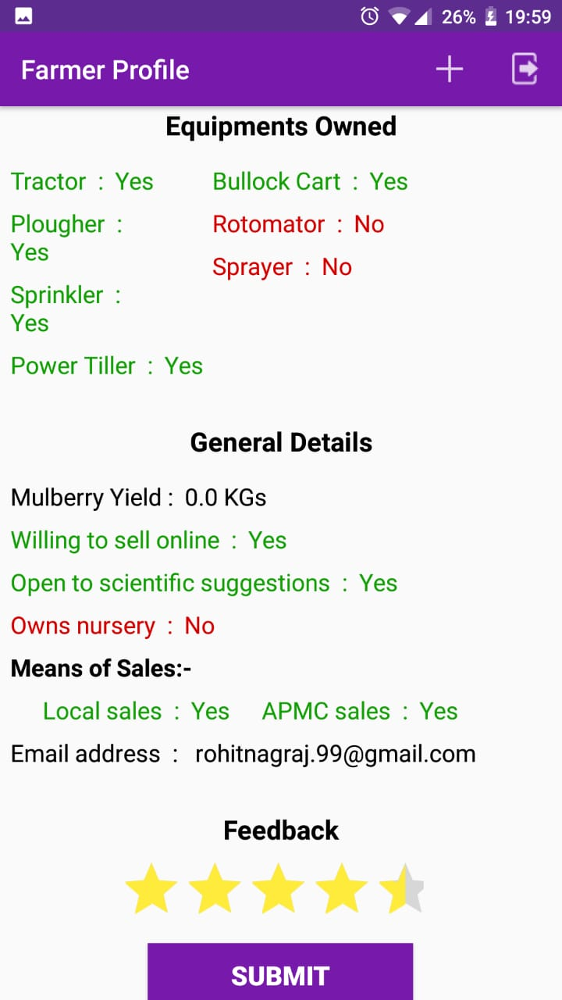 26% 19:59
Farmer Profile
Equipments Owned
Tractor : Yes
Plougher :
Yes
Sprinkler :
Yes
Power Tiller : Yes
Bullock Cart : Yes
Rotomator : No
Sprayer : No
General Details
Mulberry Yield : 0.0 KGs
Willing to sell online : Yes
Open to scientific suggestions : Yes
Owns nursery : No
Means of Sales:-
Local sales : Yes APMC sales : Yes
Email address : rohitnagraj.99@gmail.com
Feedback
SUBMIT